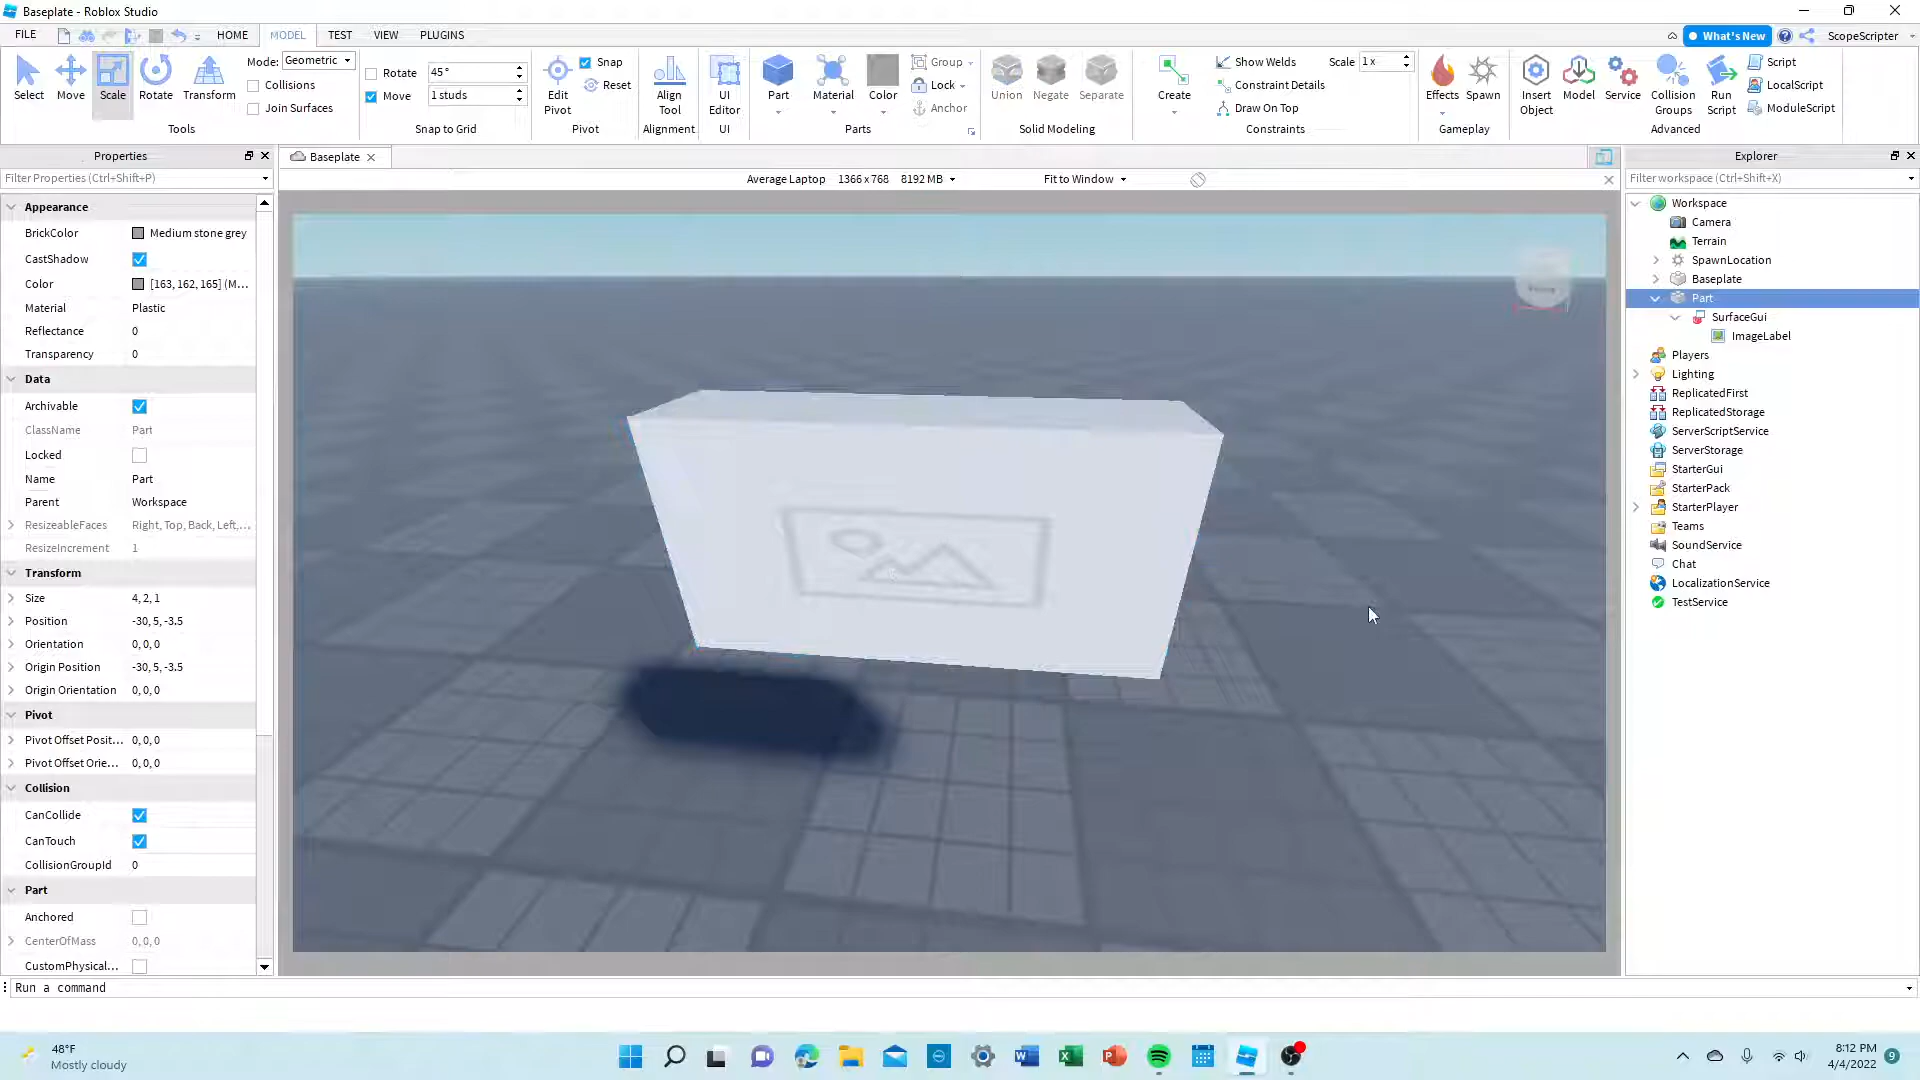 Baseplate - Roblox Studio
FILE HOME MODEL TEST VIEW PLUGINS What's New ScopeScripter
Select Move Scale Rotate Transform
Mode: Geometric
Collisions
Join Surfaces
Tools
Rotate 45°
Move 1 studs
Snap to Grid
Edit Pivot
Snap
Reset
Pivot
Align Tool
Alignment
UI Editor
UI
Part Material Color
Group
Lock
Anchor
Parts
Union Negate Separate
Solid Modeling
Create
Show Welds
Constraint Details
Draw On Top
Scale 1 x
Constraints
Effects Spawn
Gameplay
Insert Object
Model
Service
Collision Groups
Run Script
Script
LocalScript
ModuleScript
Advanced
Properties
Filter Properties (Ctrl+Shift+P)
Appearance
BrickColor Medium stone grey
CastShadow
Color [163, 162, 165] (M...
Material Plastic
Reflectance 0
Transparency 0
Data
Archivable
ClassName Part
Locked
Name Part
Parent Workspace
ResizeableFaces Right, Top, Back, Left,...
ResizeIncrement 1
Transform
Size 4, 2, 1
Position -30, 5, -3.5
Orientation 0, 0, 0
Origin Position -30, 5, -3.5
Origin Orientation 0, 0, 0
Pivot
Pivot Offset Posit... 0, 0, 0
Pivot Offset Orie... 0, 0, 0
Collision
CanCollide
CanTouch
CollisionGroupId 0
Part
Anchored
CenterOfMass 0, 0, 0
CustomPhysical...
Baseplate
Average Laptop 1366 x 768 8192 MB Fit to Window
Explorer
Filter workspace (Ctrl+Shift+X)
Workspace
Camera
Terrain
SpawnLocation
Baseplate
Part
SurfaceGui
ImageLabel
Players
Lighting
ReplicatedFirst
ReplicatedStorage
ServerScriptService
ServerStorage
StarterGui
StarterPack
StarterPlayer
Teams
SoundService
Chat
LocalizationService
TestService
Run a command
48°F
Mostly cloudy
8:12 PM
4/4/2022
9